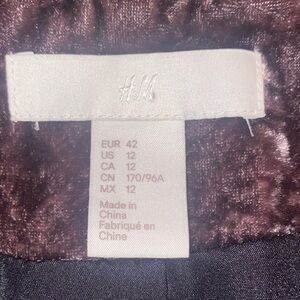 H&M
EUR 42
US 12
CA 12
CN 170/96A
MX 12
Made in
China
Fabriqué en
Chine